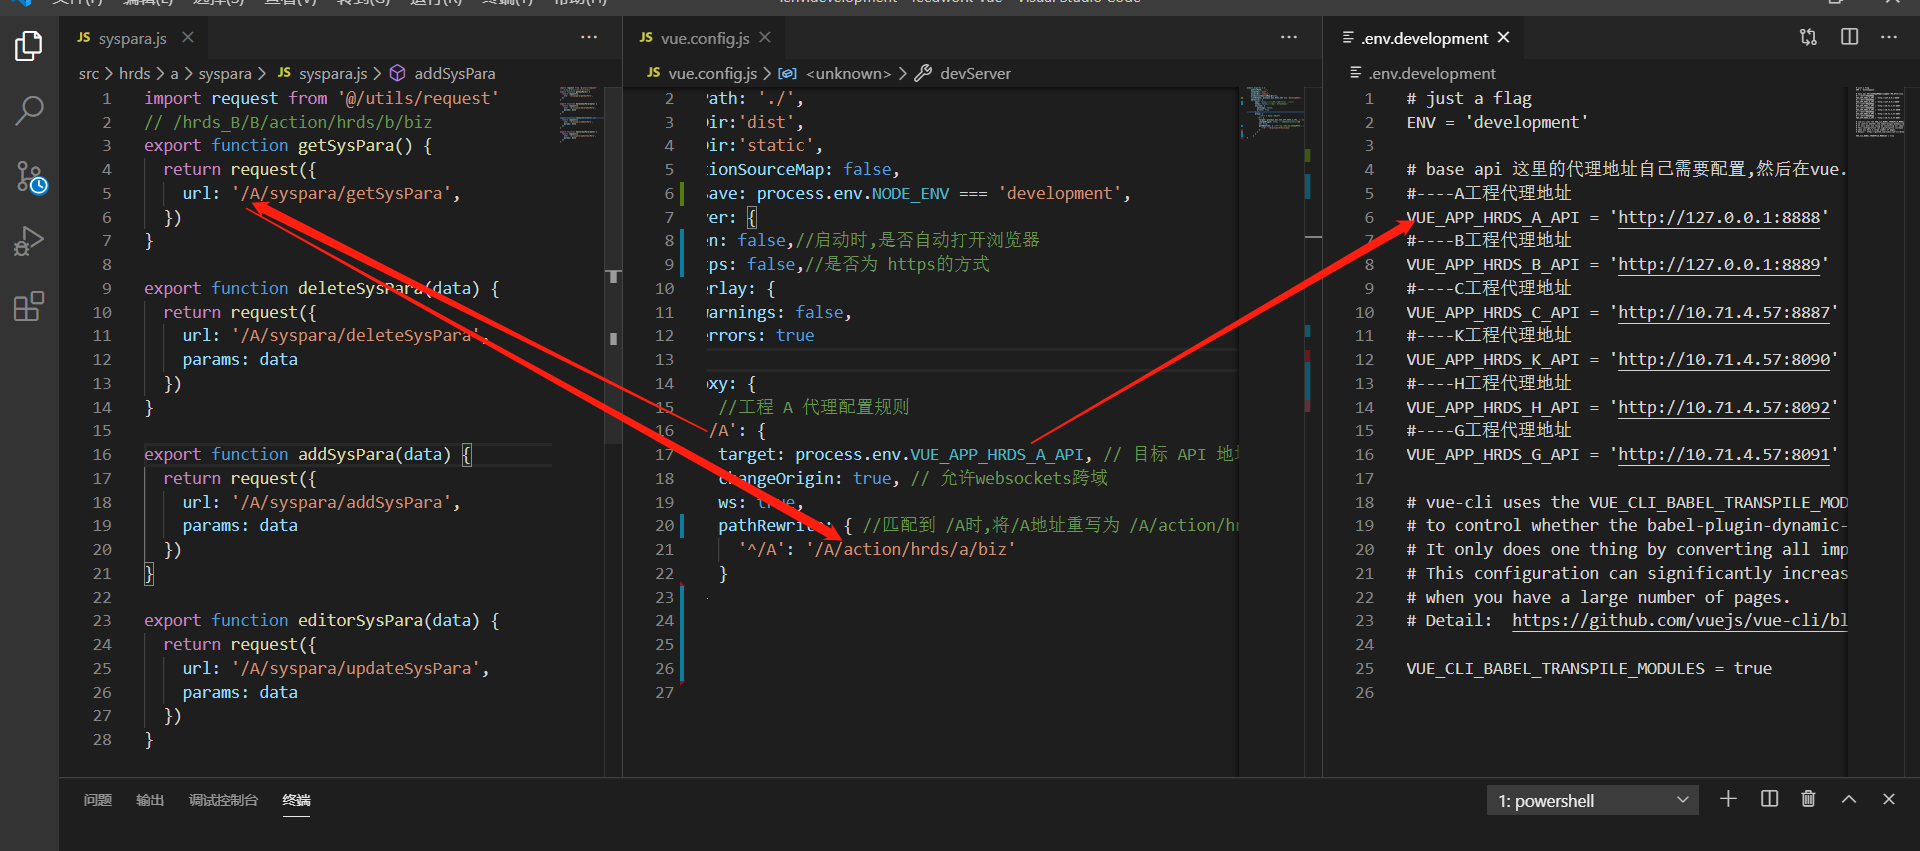 syspara.js
src > hrds > a > syspara > JS syspara.js > addSysPara
1 import request from '@/utils/request'
2 // /hrds_B/B/action/hrds/b/biz
3 export function getSysPara() {
4 return request({
5 url: '/A/syspara/getSysPara',
6 })
7 }
8
9 export function deleteSysPara(data) {
10 return request({
11 url: '/A/syspara/deleteSysPara',
12 params: data
13 })
14 }
15
16 export function addSysPara(data) {
17 return request({
18 url: '/A/syspara/addSysPara',
19 params: data
20 })
21 }
22
23 export function editorSysPara(data) {
24 return request({
25 url: '/A/syspara/updateSysPara',
26 params: data
27 })
28 }
JS vue.config.js
JS vue.config.js > <unknown> > devServer
2 Path: './',
3 Dir:'dist',
4 Dir:'static',
5 tionSourceMap: false,
6 Save: process.env.NODE_ENV === 'development',
7 ver: {
8 en: false,//启动时,是否自动打开浏览器
9 tps: false,//是否为 https的方式
10 erlay: {
11 warnings: false,
12 errors: true
13
14 oxy: {
15 //工程 A 代理配置规则
16 /A': {
17 target: process.env.VUE_APP_HRDS_A_API, // 目标 API 地址
18 changeOrigin: true, // 允许websockets跨域
19 ws: true,
20 pathRewrite: { //匹配到 /A时,将/A地址重写为 /A/action/hr
21 '^/A': '/A/action/hrds/a/biz'
22 }
23
24
25
26
27
.env.development
.env.development
1 # just a flag
2 ENV = 'development'
3
4 # base api 这里的代理地址自己需要配置,然后在vue.
5 #----A工程代理地址
6 VUE_APP_HRDS_A_API = 'http://127.0.0.1:8888'
7 #----B工程代理地址
8 VUE_APP_HRDS_B_API = 'http://127.0.0.1:8889'
9 #----C工程代理地址
10 VUE_APP_HRDS_C_API = 'http://10.71.4.57:8887'
11 #----K工程代理地址
12 VUE_APP_HRDS_K_API = 'http://10.71.4.57:8090'
13 #----H工程代理地址
14 VUE_APP_HRDS_H_API = 'http://10.71.4.57:8092'
15 #----G工程代理地址
16 VUE_APP_HRDS_G_API = 'http://10.71.4.57:8091'
17
18 # vue-cli uses the VUE_CLI_BABEL_TRANSPILE_MOD
19 # to control whether the babel-plugin-dynamic-
20 # It only does one thing by converting all imp
21 # This configuration can significantly increas
22 # when you have a large number of pages.
23 # Detail: https://github.com/vuejs/vue-cli/bl
24
25 VUE_CLI_BABEL_TRANSPILE_MODULES = true
26
问题 输出 调试控制台 终端
1: powershell